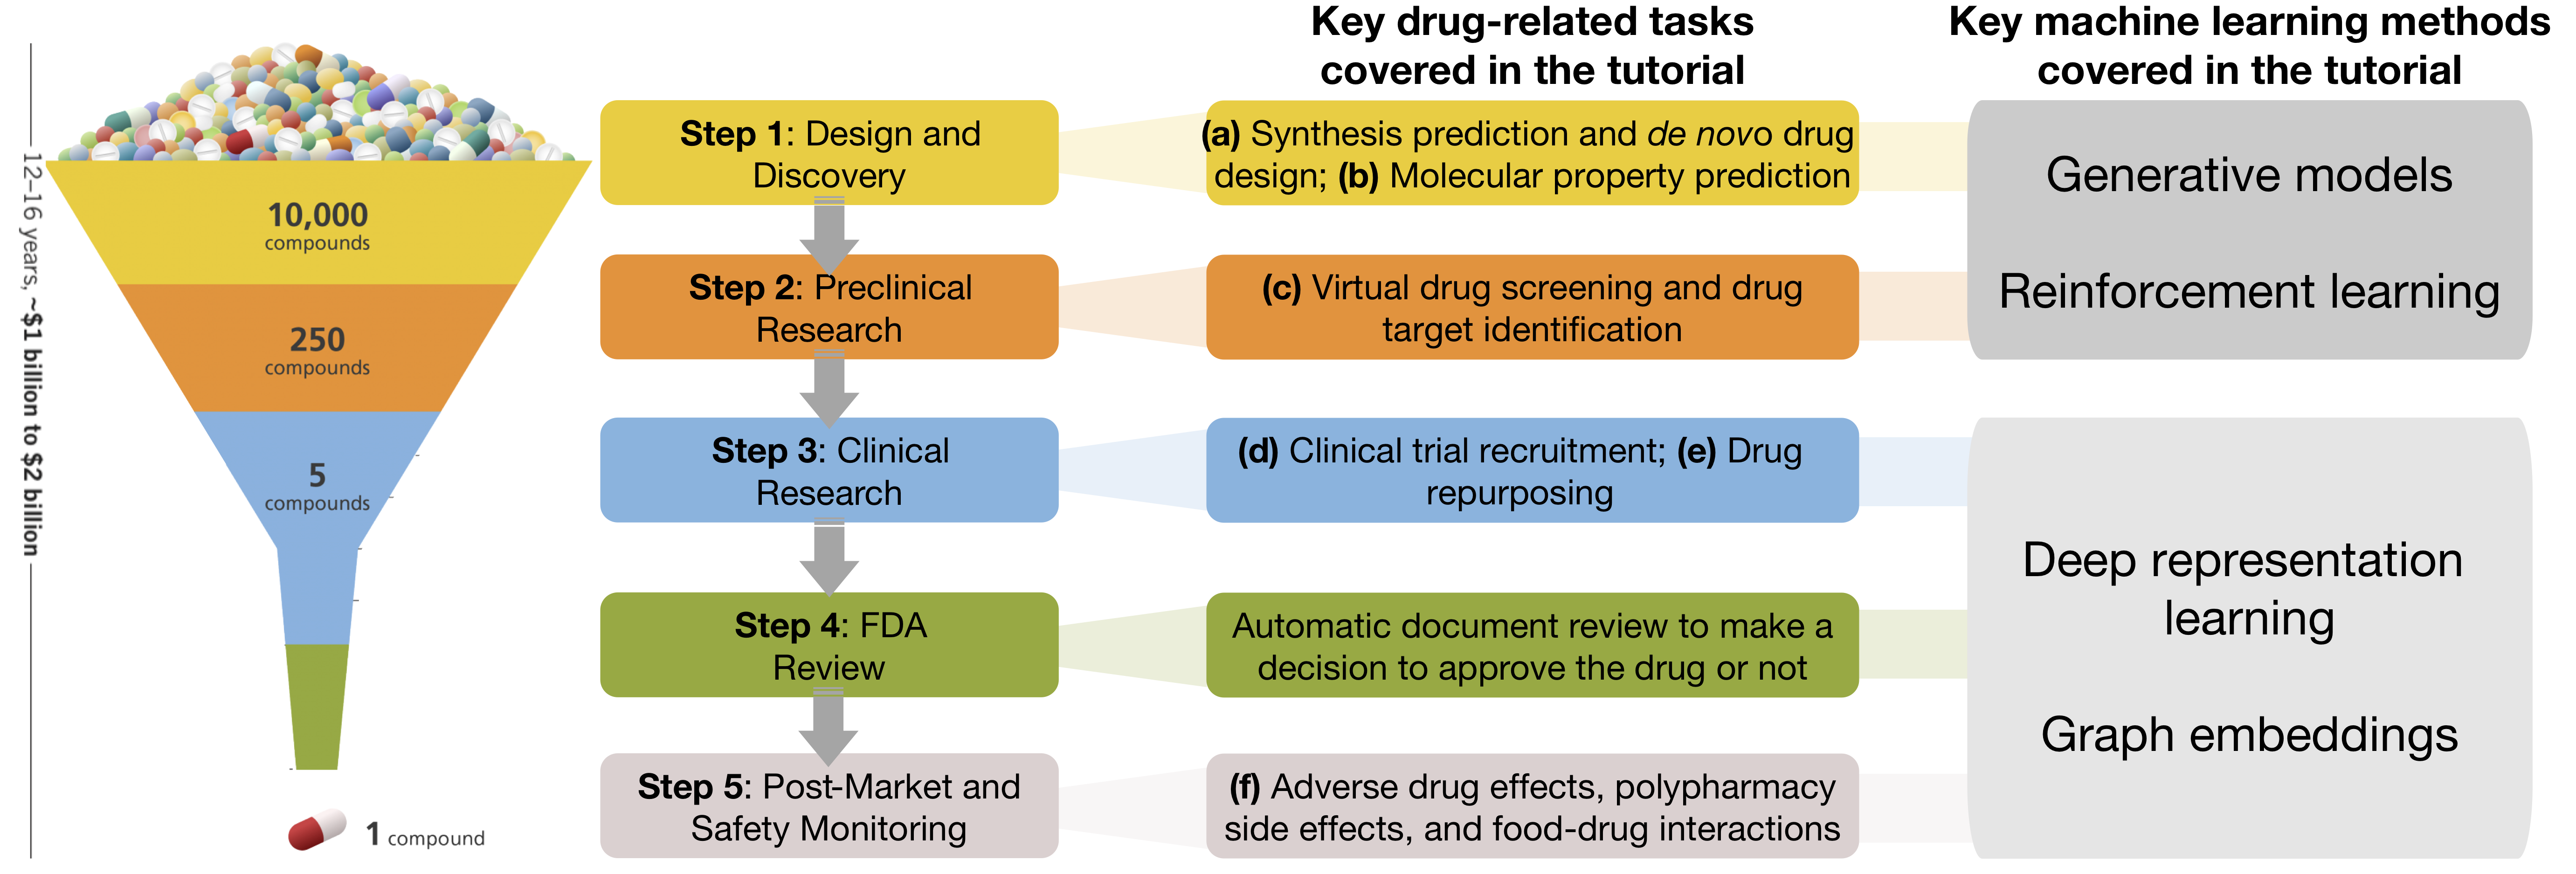 Key drug-related tasks
covered in the tutorial
Key machine learning methods
covered in the tutorial
12–16 years, ~$1 billion to $2 billion
10,000
compounds
250
compounds
5
compounds
1 compound
Step 1: Design and
Discovery
(a) Synthesis prediction and de novo drug
design; (b) Molecular property prediction
Step 2: Preclinical
Research
(c) Virtual drug screening and drug
target identification
Step 3: Clinical
Research
(d) Clinical trial recruitment; (e) Drug
repurposing
Step 4: FDA
Review
Automatic document review to make a
decision to approve the drug or not
Step 5: Post-Market and
Safety Monitoring
(f) Adverse drug effects, polypharmacy
side effects, and food-drug interactions
Generative models
Reinforcement learning
Deep representation
learning
Graph embeddings